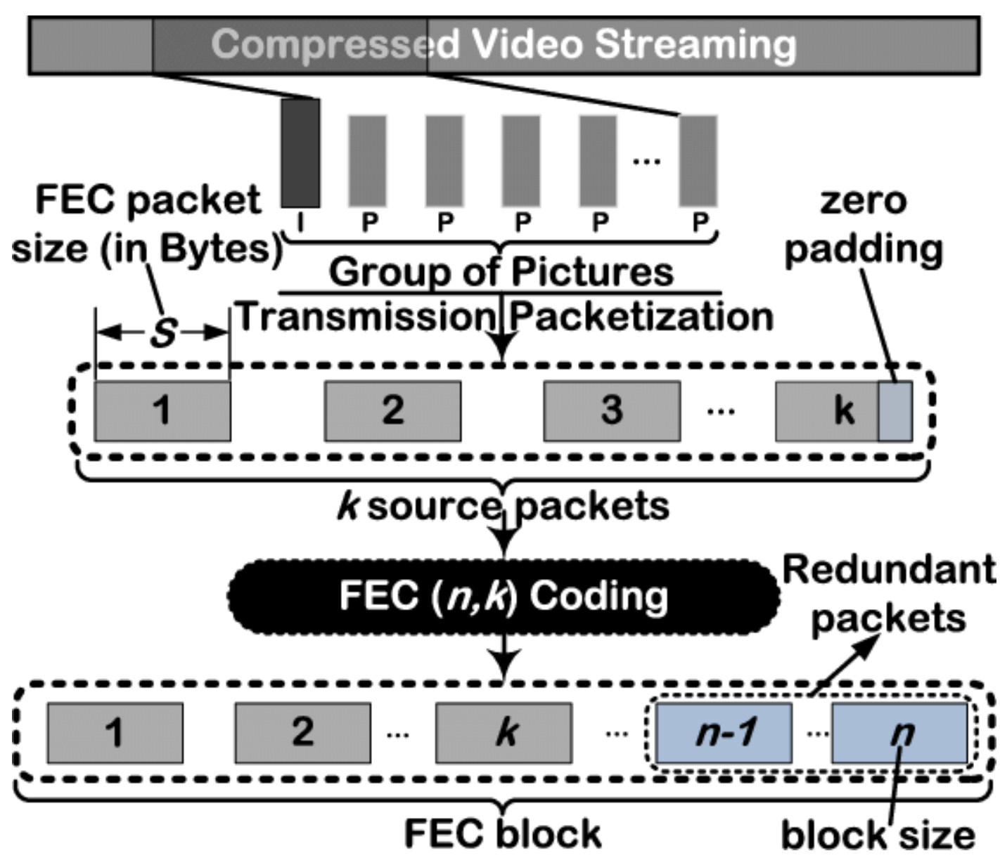 Compressed Video Streaming
I P P P P ... P
FEC packet
size (in Bytes)
zero
padding
Group of Pictures
Transmission Packetization
S
1 2 3 ... k
k source packets
FEC (n,k) Coding
Redundant
packets
1 2 ... k ... n-1 ... n
FEC block
block size